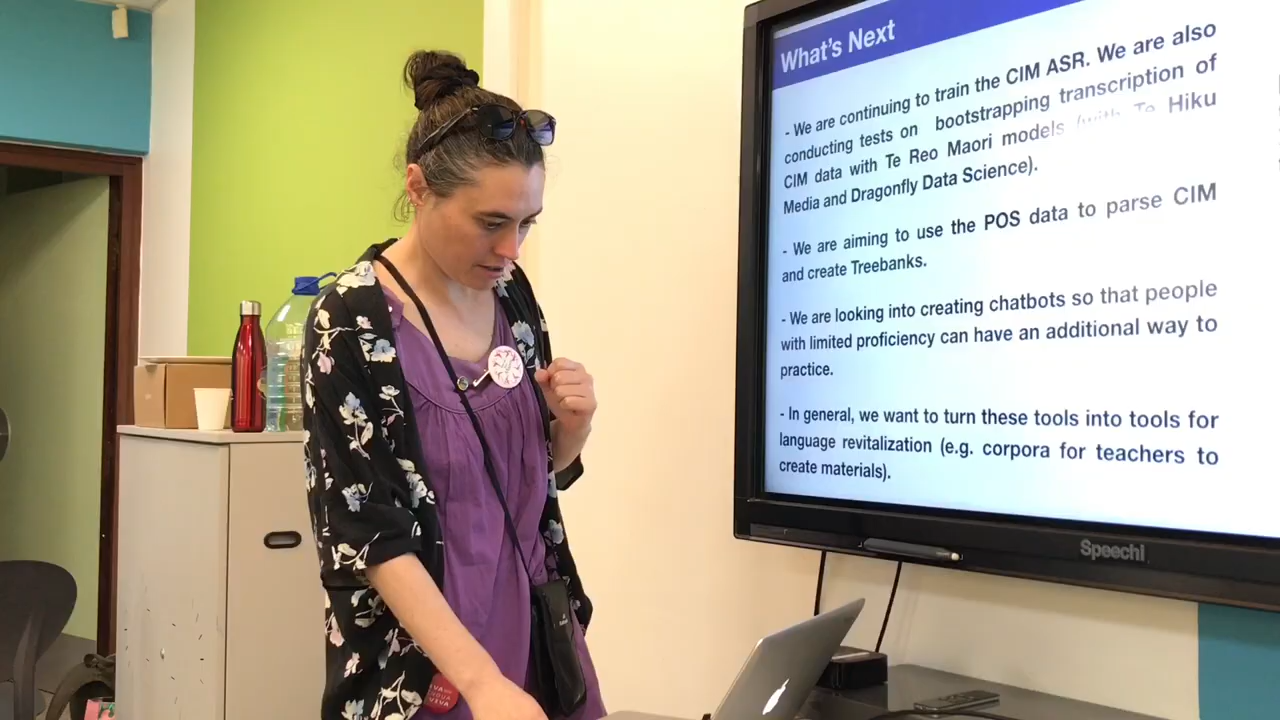 What's Next
- We are continuing to train the CIM ASR. We are also
conducting tests on bootstrapping transcription of
CIM data with Te Reo Maori models (with Te Hiku
Media and Dragonfly Data Science).
- We are aiming to use the POS data to parse CIM
and create Treebanks.
- We are looking into creating chatbots so that people
with limited proficiency can have an additional way to
practice.
- In general, we want to turn these tools into tools for
language revitalization (e.g. corpora for teachers to
create materials).
Speechi
VIVA